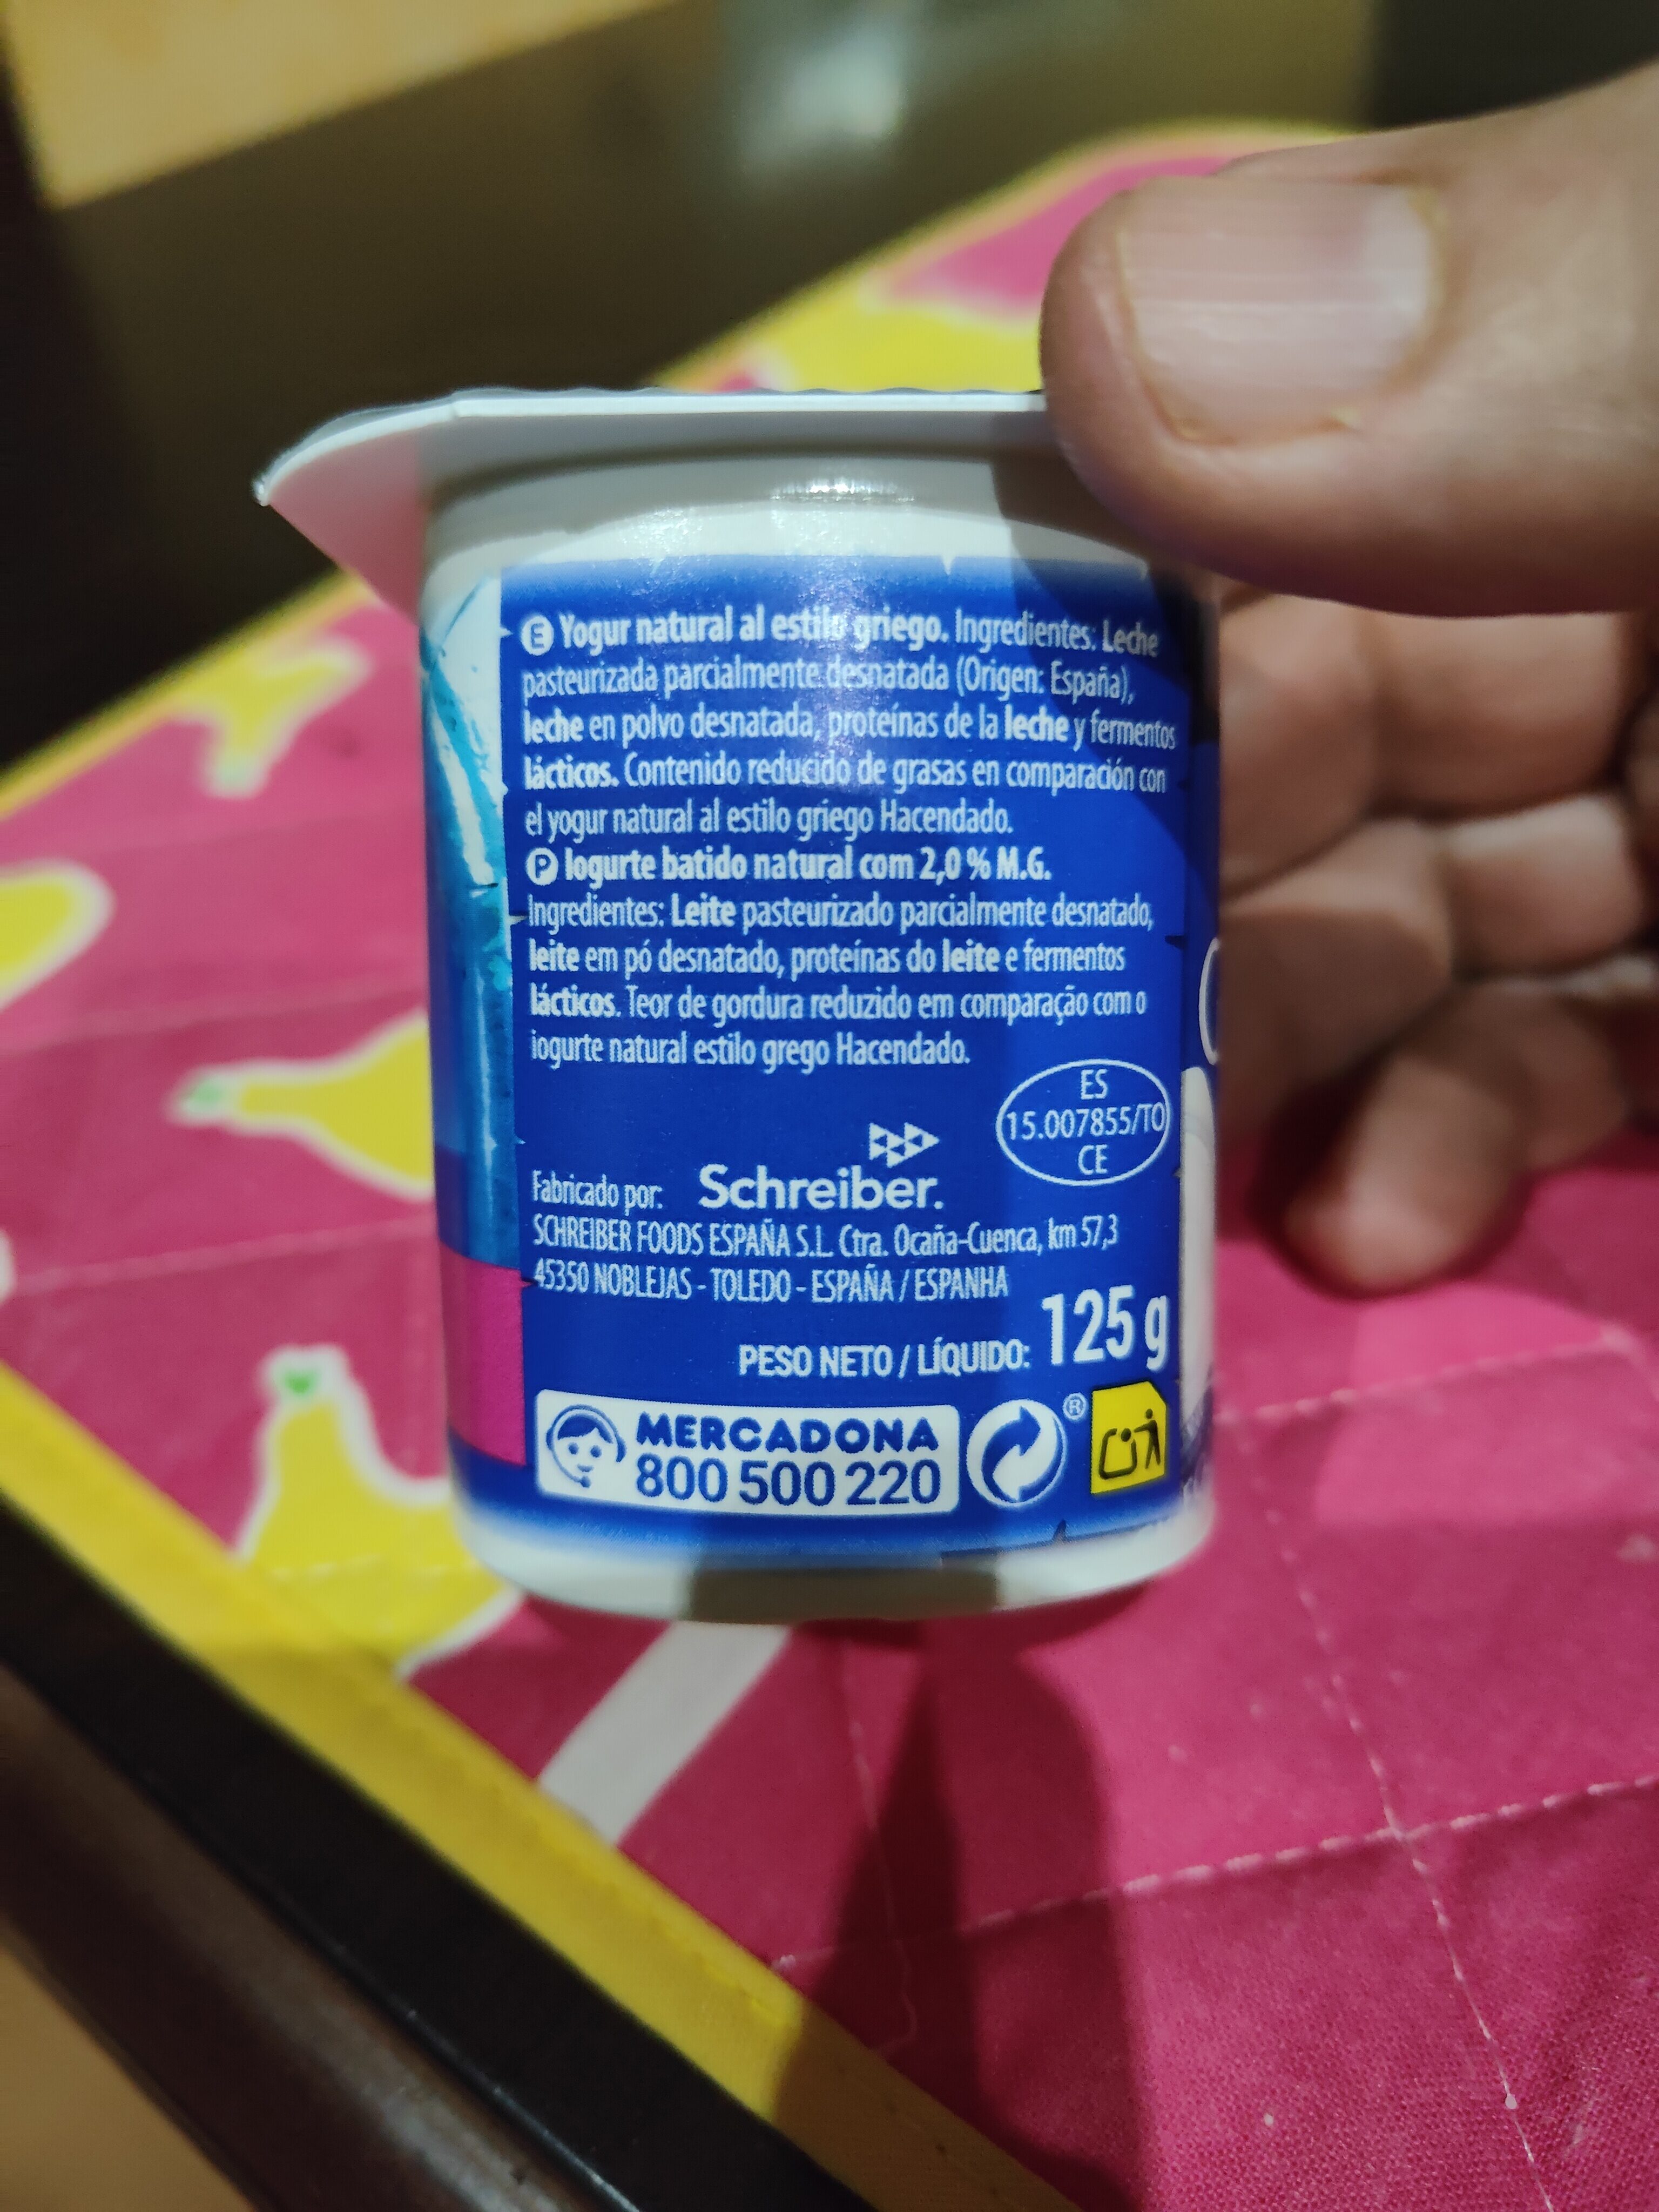 E Yogur natural al estilo griego. Ingredientes: Leche
pasteurizada parcialmente desnatada (Origen: España),
leche en polvo desnatada, proteínas de la leche y fermentos
lácticos. Contenido reducido de grasas en comparación con
el yogur natural al estilo griego Hacendado.
P Iogurte batido natural com 2,0 % M.G.
Ingredientes: Leite pasteurizado parcialmente desnatado,
leite em pó desnatado, proteínas do leite e fermentos
lácticos. Teor de gordura reduzido em comparação com o
iogurte natural estilo grego Hacendado.
ES
15.007855/TO
CE
Fabricado por: Schreiber.
SCHREIBER FOODS ESPAÑA S.L. Ctra. Ocaña-Cuenca, km 57,3
45350 NOBLEJAS - TOLEDO - ESPAÑA / ESPANHA
PESO NETO / LÍQUIDO: 125 g
MERCADONA
800 500 220
®